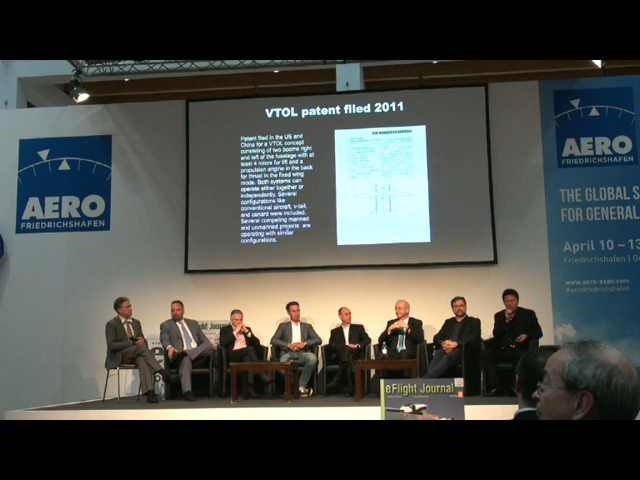 VTOL patent filed 2011
Patent filed in the US and
China for a VTOL concept
consisting of two booms right
and left of the fuselage with at
least 4 rotors for lift and a
propulsion engine in the back
for thrust in the fixed wing
mode. Both systems can
operate either together or
independently. Several
configurations like
conventional aircraft, v-tail,
and canard were included.
Several competing manned
and unmanned projects are
operating with similar
configurations.
AERO
FRIEDRICHSHAFEN
AERO
FRIEDRICHSHAFEN
THE GLOBAL S
FOR GENERAL
April 10 – 13
Friedrichshafen | Ge
www.aero-expo.com
#aerofriedrichshafen
Flight Journal
eFlight Journal